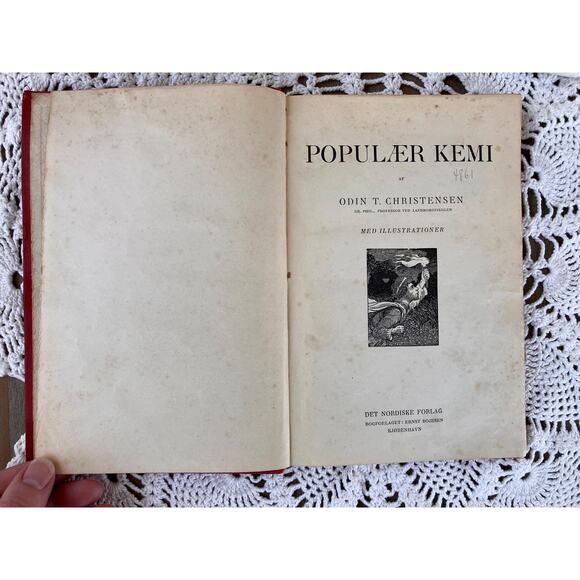 POPULÆR KEMI
4861
AF
ODIN T. CHRISTENSEN
DR. PHIL., PROFESSOR VED LANDBOHØJSKOLEN
MED ILLUSTRATIONER
DET NORDISKE FORLAG
BOGFORLAGET: ERNST BOJESEN
KJØBENHAVN